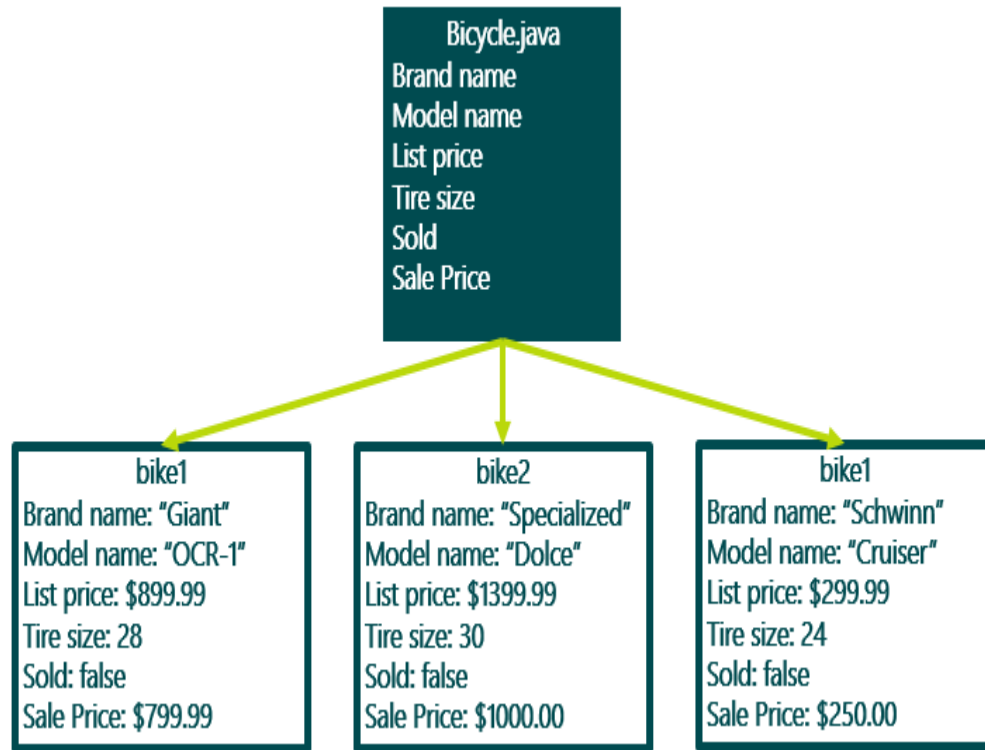 Bicycle.java
Brand name
Model name
List price
Tire size
Sold
Sale Price
bike1
Brand name: “Giant”
Model name: “OCR-1”
List price: $899.99
Tire size: 28
Sold: false
Sale Price: $799.99
bike2
Brand name: “Specialized”
Model name: “Dolce”
List price: $1399.99
Tire size: 30
Sold: false
Sale Price: $1000.00
bike1
Brand name: “Schwinn”
Model name: “Cruiser”
List price: $299.99
Tire size: 24
Sold: false
Sale Price: $250.00